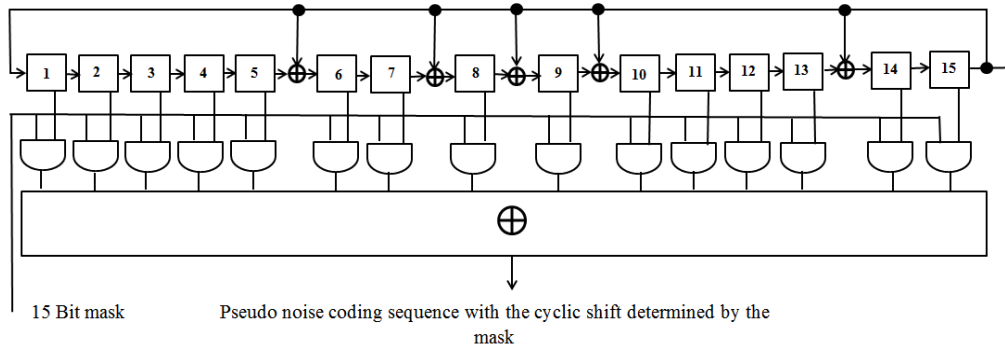 1 2 3 4 5 6 7 8 9 10 11 12 13 14 15
15 Bit mask
Pseudo noise coding sequence with the cyclic shift determined by the
mask